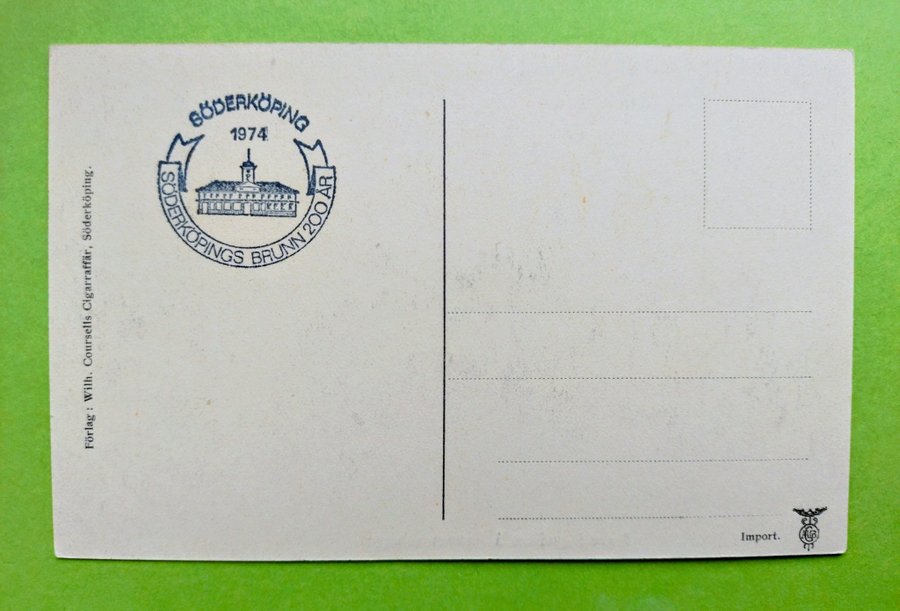 SÖDERKÖPING
1974
SÖDERKÖPINGS BRUNN 200 ÅR
Förlag: Wilh. Coursells Cigarraffär, Söderköping.
Import.